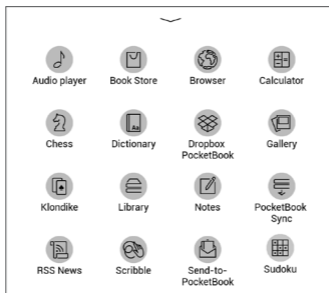 Audio player
Book Store
Browser
Calculator
Chess
Dictionary
Dropbox
PocketBook
Gallery
Klondike
Library
Notes
PocketBook
Sync
RSS News
Scribble
Send-to-
PocketBook
Sudoku